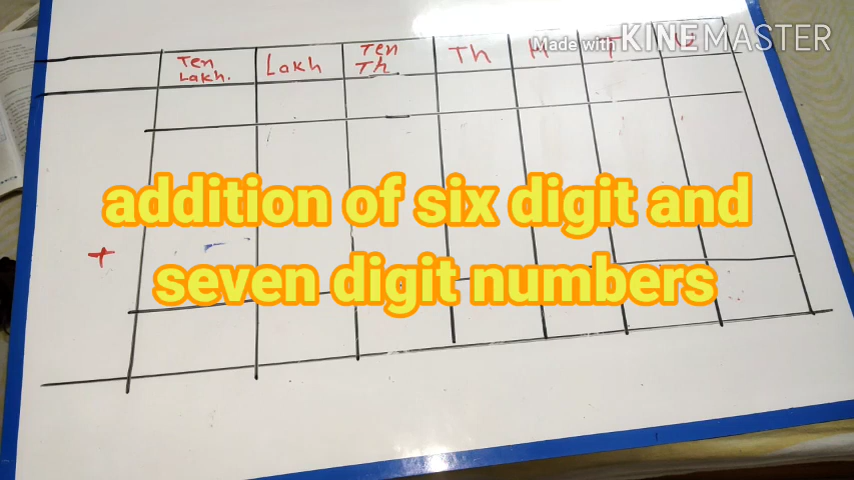 Made with KINEMASTER
Ten Lakh. Lakh Ten Th Th H T
+
addition of six digit and
seven digit numbers